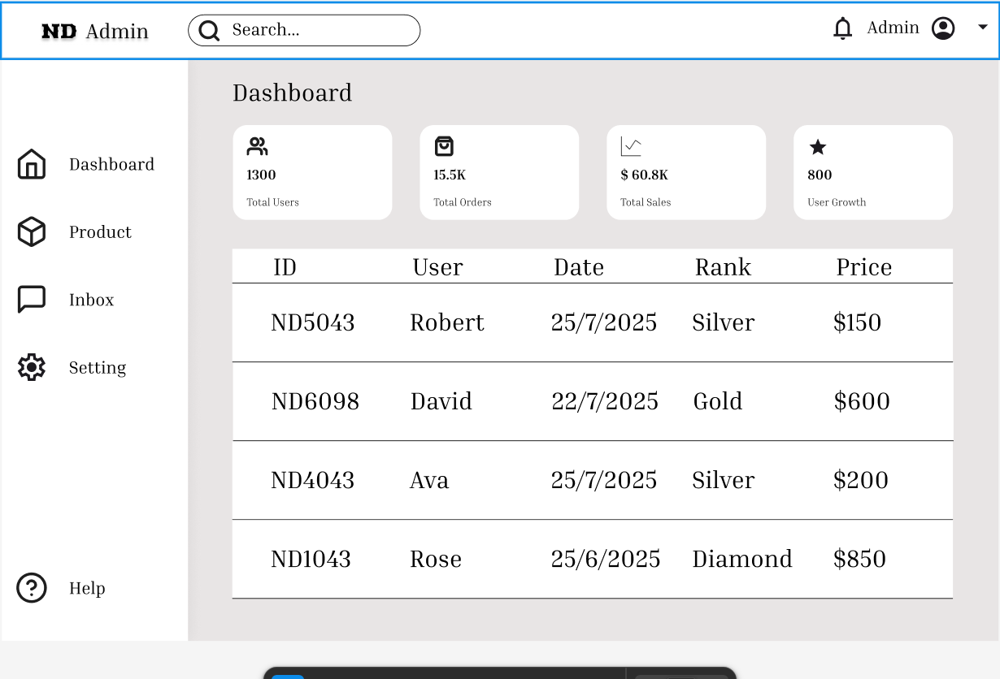 ND Admin
Search...
Admin
Dashboard
Product
Inbox
Setting
Help
Dashboard
1300
Total Users
15.5K
Total Orders
$ 60.8K
Total Sales
800
User Growth
ID User Date Rank Price
ND5043 Robert 25/7/2025 Silver $150
ND6098 David 22/7/2025 Gold $600
ND4043 Ava 25/7/2025 Silver $200
ND1043 Rose 25/6/2025 Diamond $850